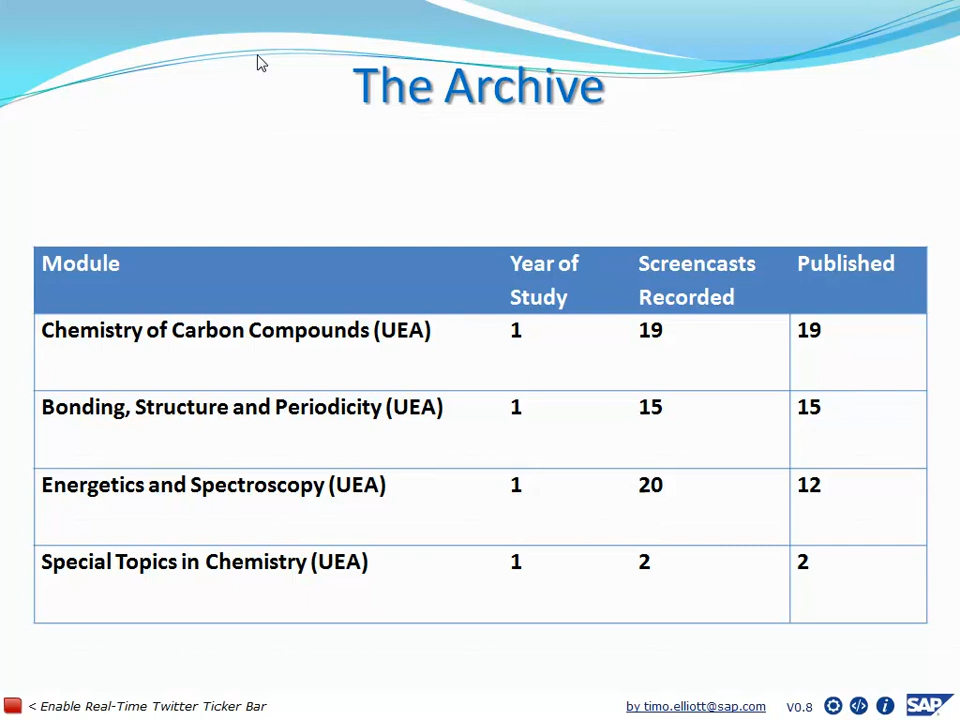 The Archive
Module Year of Study Screencasts Recorded Published
Chemistry of Carbon Compounds (UEA) 1 19 19
Bonding, Structure and Periodicity (UEA) 1 15 15
Energetics and Spectroscopy (UEA) 1 20 12
Special Topics in Chemistry (UEA) 1 2 2
< Enable Real-Time Twitter Ticker Bar by timo.elliott@sap.com V0.8 SAP